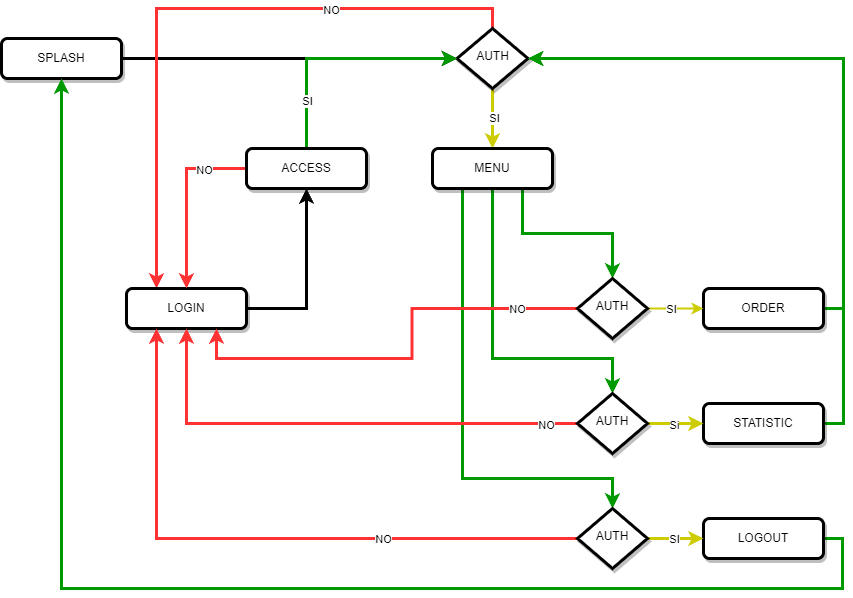 NO
SPLASH
AUTH
SI
SI
NO
ACCESS
MENU
LOGIN
NO
AUTH
SI
ORDER
NO
AUTH
Si
STATISTIC
NO
AUTH
SI
LOGOUT